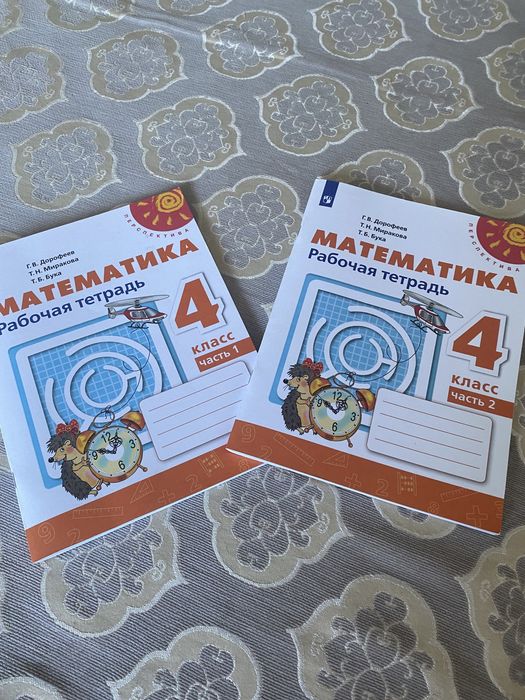 ПЕРСПЕКТИВА
Г.В. Дорофеев
Т.Н. Миракова
Т.Б. Бука
МАТЕМАТИКА
Рабочая тетрадь
4
класс
часть 1
ПЕРСПЕКТИВА
Г.В. Дорофеев
Т.Н. Миракова
Т.Б. Бука
МАТЕМАТИКА
Рабочая тетрадь
4
класс
часть 2